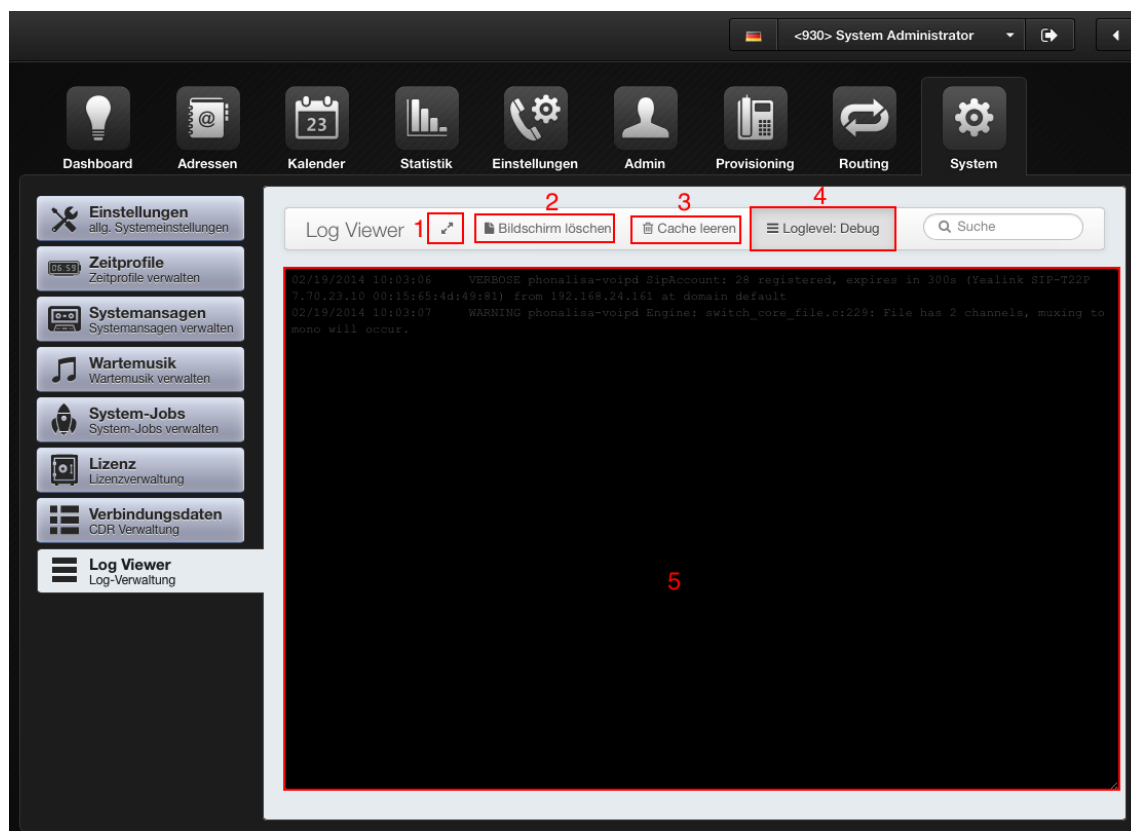 <930> System Administrator
23
Dashboard
Adressen
Kalender
Statistik
Einstellungen
Admin
Provisioning
Routing
System
Einstellungen
allg. Systemeinstellungen
Zeitprofile
Zeitprofile verwalten
Systemansagen
Systemansagen verwalten
Wartemusik
Wartemusik verwalten
System-Jobs
System-Jobs verwalten
Lizenz
Lizenzverwaltung
Verbindungsdaten
CDR Verwaltung
Log Viewer
Log-Verwaltung
Log Viewer 1
2
Bildschirm löschen
3
Cache leeren
4
Loglevel: Debug
Suche
02/19/2014 10:03:06 VERBOSE phonalisa-voipd SipAccount: 28 registered, expires in 300s (Yealink SIP-T22P
7.70.23.10 00:15:65:4d:49:81) from 192.168.24.161 at domain default
02/19/2014 10:03:07 WARNING phonalisa-voipd Engine: switch_core_file.c:229: File has 2 channels, muxing to
mono will occur.
5